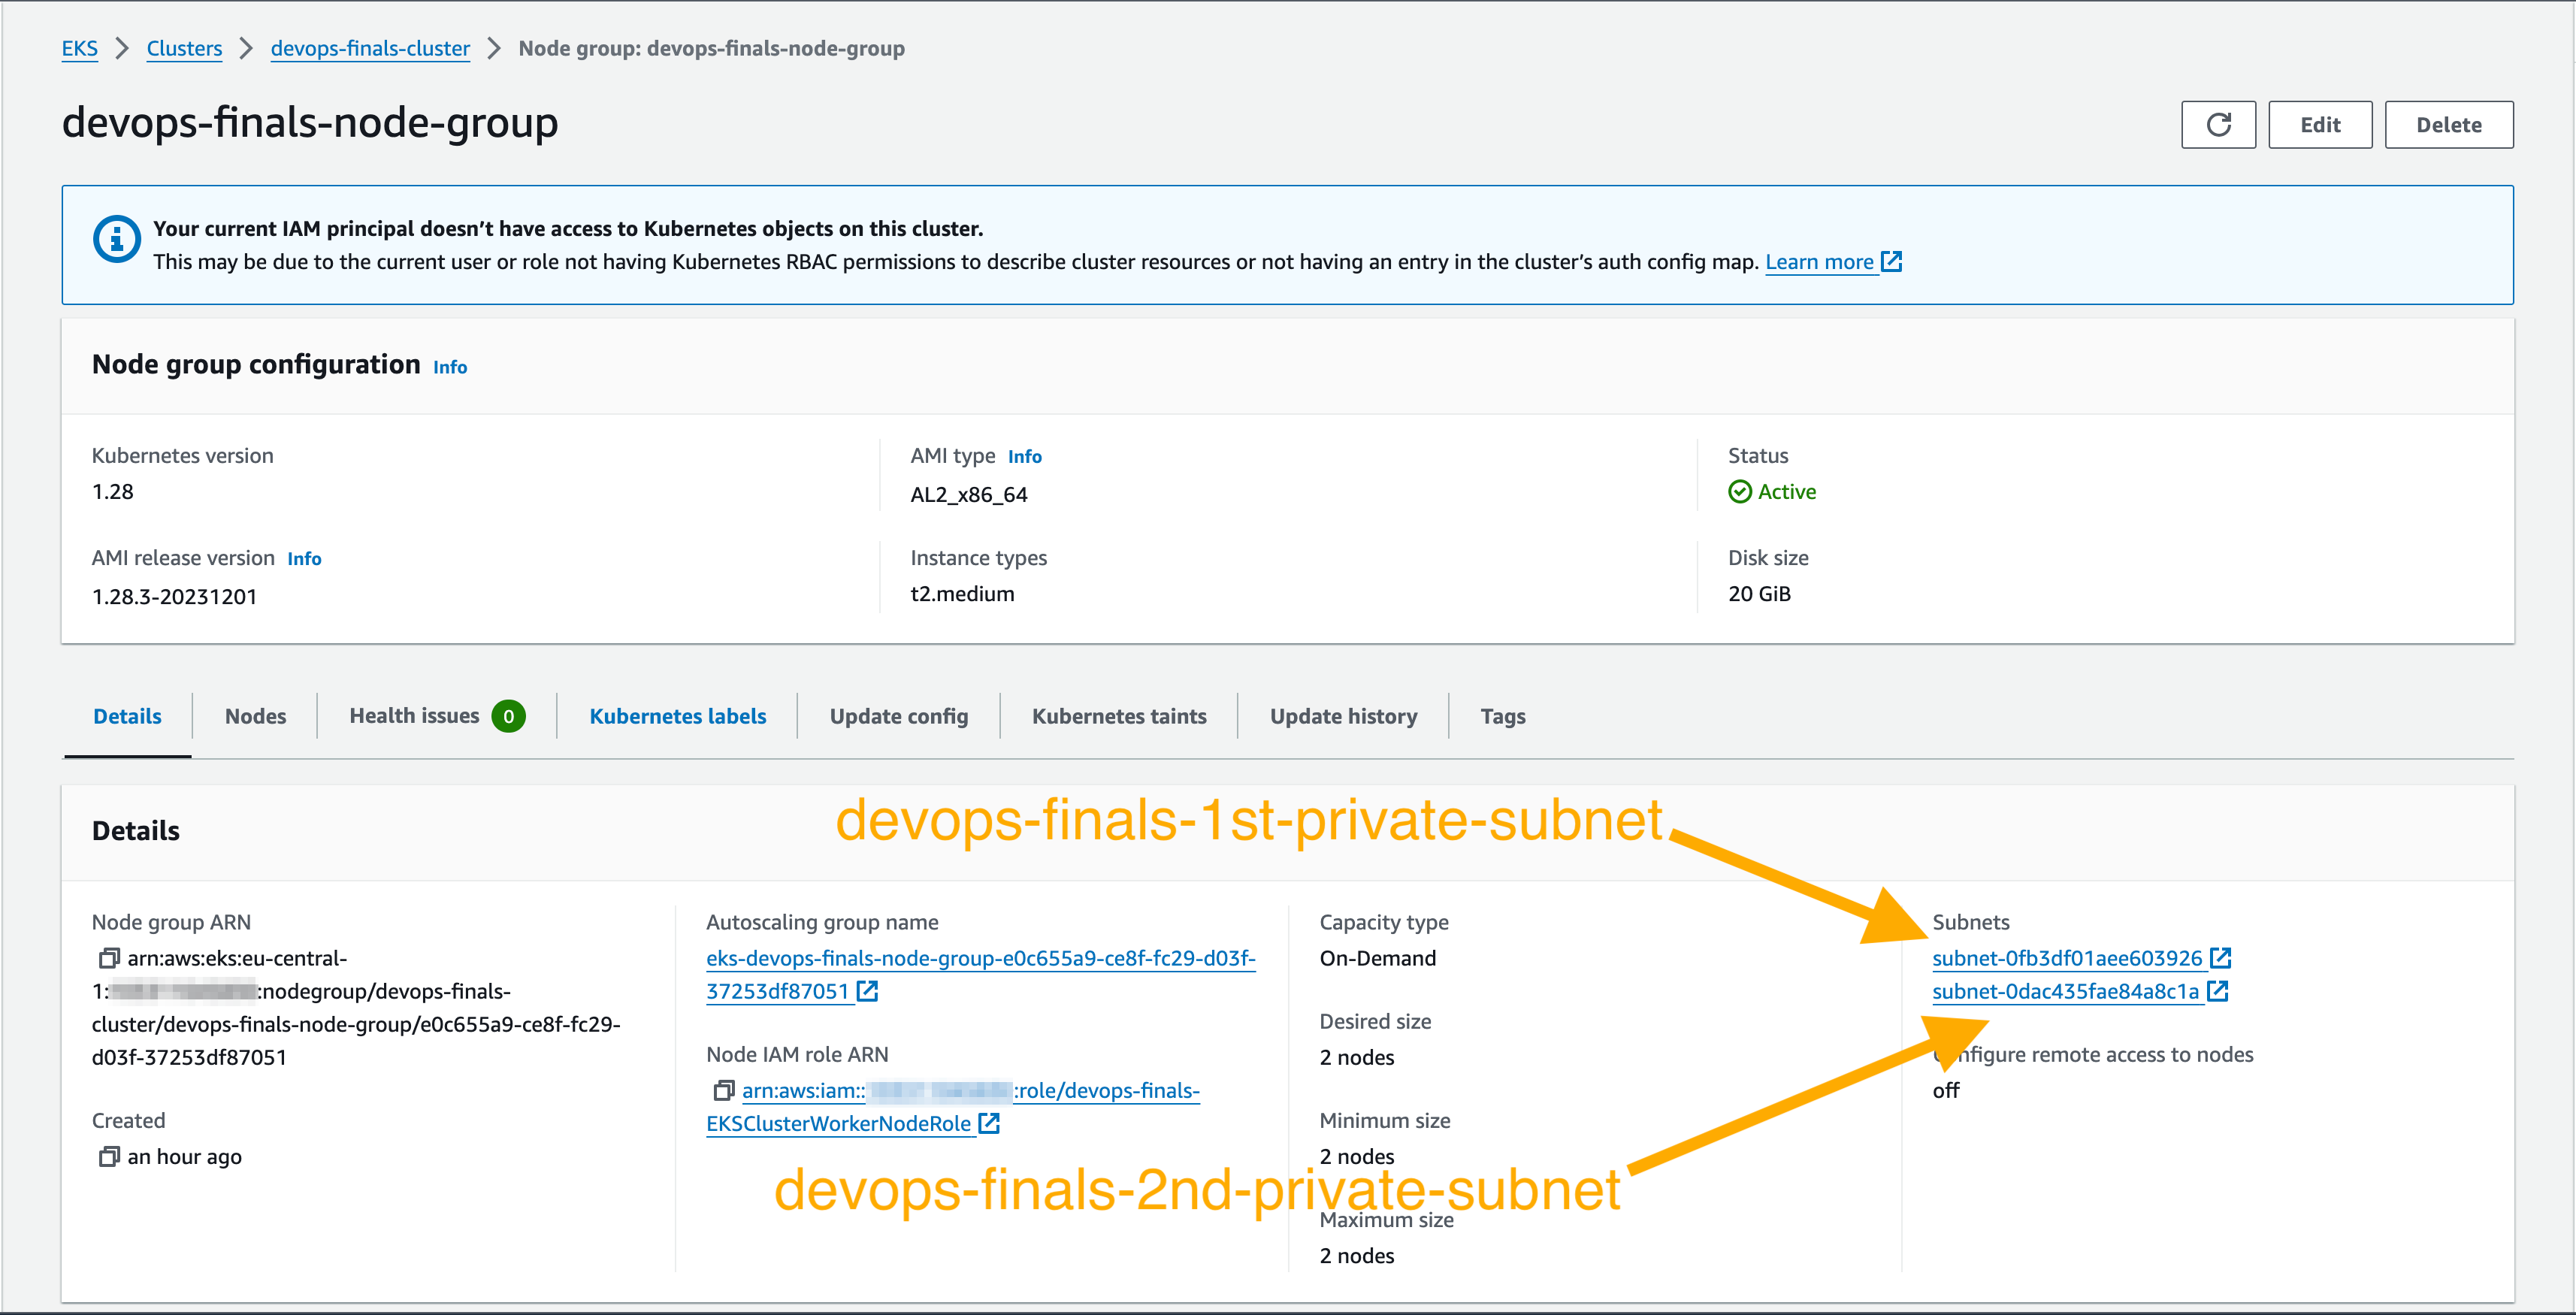 EKS > Clusters > devops-finals-cluster > Node group: devops-finals-node-group
devops-finals-node-group
Edit
Delete
Your current IAM principal doesn't have access to Kubernetes objects on this cluster.
This may be due to the current user or role not having Kubernetes RBAC permissions to describe cluster resources or not having an entry in the cluster's auth config map. Learn more
Node group configuration Info
Kubernetes version
1.28
AMI type Info
AL2_x86_64
Status
Active
AMI release version Info
1.28.3-20231201
Instance types
t2.medium
Disk size
20 GiB
Details
Nodes
Health issues 0
Kubernetes labels
Update config
Kubernetes taints
Update history
Tags
Details
devops-finals-1st-private-subnet
Node group ARN
arn:aws:eks:eu-central-
1: :nodegroup/devops-finals-
cluster/devops-finals-node-group/e0c655a9-ce8f-fc29-
d03f-37253df87051
Created
an hour ago
Autoscaling group name
eks-devops-finals-node-group-e0c655a9-ce8f-fc29-d03f-
37253df87051
Node IAM role ARN
arn:aws:iam:: :role/devops-finals-
EKSClusterWorkerNodeRole
devops-finals-2nd-private-subnet
Capacity type
On-Demand
Desired size
2 nodes
Minimum size
2 nodes
Maximum size
2 nodes
Subnets
subnet-0fb3df01aee603926
subnet-0dac435fae84a8c1a
Configure remote access to nodes
off